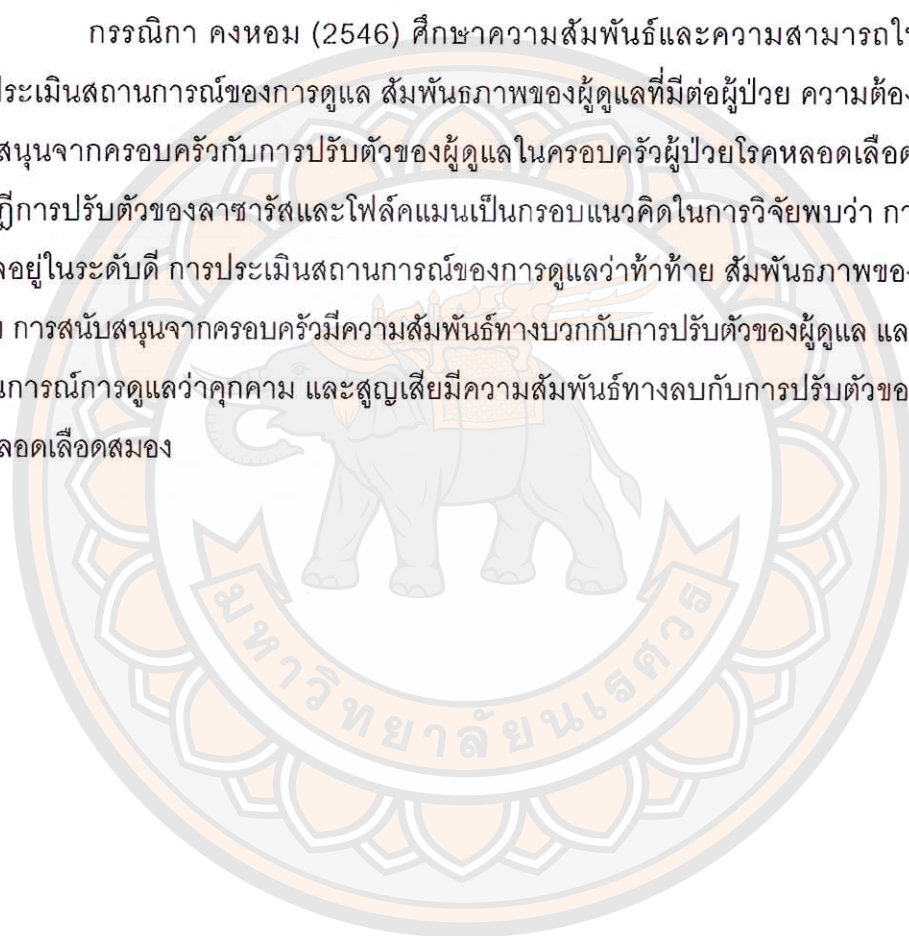 กรรณิกา คงหอม (2546) ศึกษาความสัมพันธ์และความสามารถใ
ประเมินสถานการณ์ของการดูแล สัมพันธภาพของผู้ดูแลที่มีต่อผู้ป่วย ความต้อง
สนุนจากครอบครัวกับการปรับตัวของผู้ดูแลในครอบครัวผู้ป่วยโรคหลอดเลือด
ฎีการปรับตัวของลาซารัสและโฟล์คแมนเป็นกรอบแนวคิดในการวิจัยพบว่า กา
อยู่ในระดับดี การประเมินสถานการณ์ของการดูแลว่าท้าทาย สัมพันธภาพของ
การสนับสนุนจากครอบครัวมีความสัมพันธ์ทางบวกกับการปรับตัวของผู้ดูแล แล
นการณ์การดูแลว่าคุกคาม และสูญเสียมีความสัมพันธ์ทางลบกับการปรับตัวขอ
ลอดเลือดสมอง
มหาวิทยาลัยนเรศวร